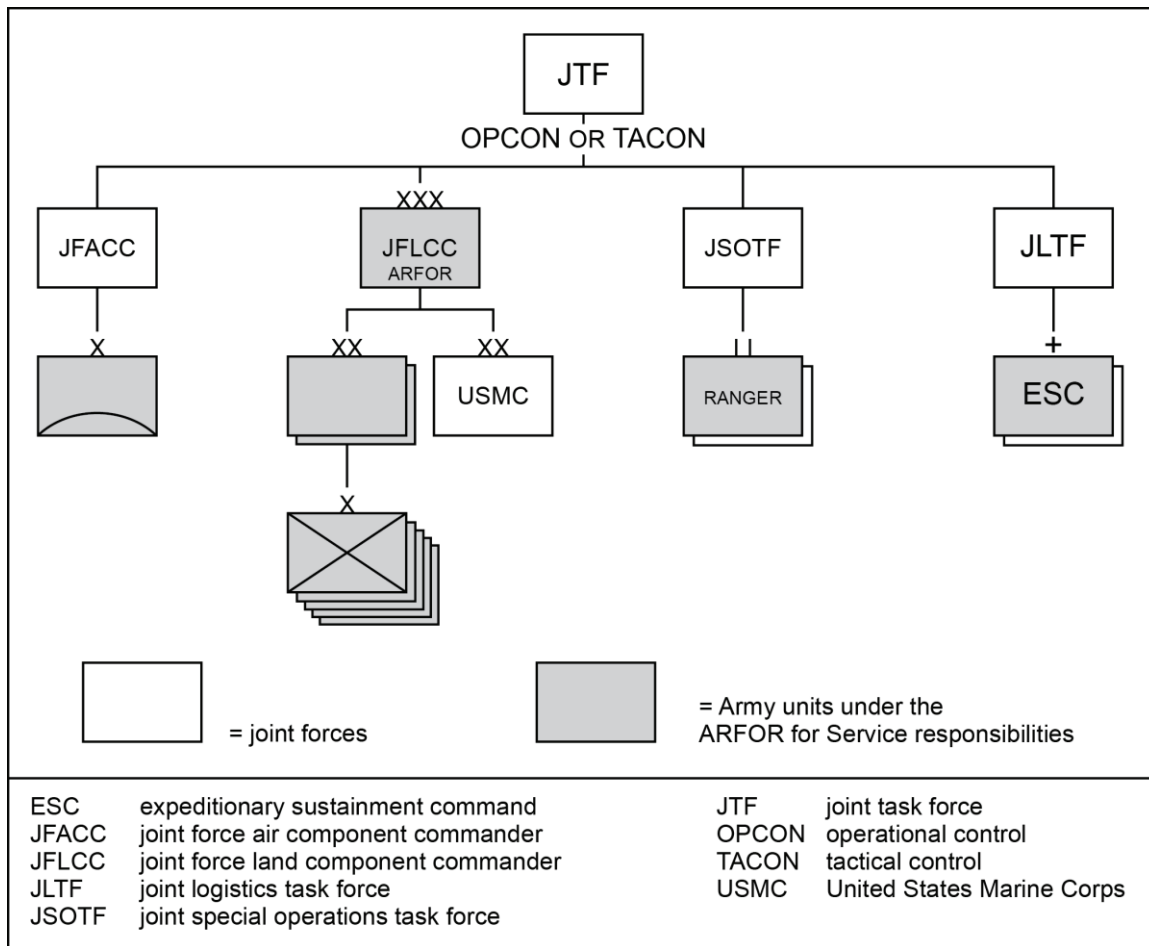 JTF
OPCON OR TACON
XXX
JFACC
JFLCC
ARFOR
JSOTF
JLTF
X
XX
XX
II
+
USMC
RANGER
ESC
X
= joint forces
= Army units under the
ARFOR for Service responsibilities
ESC expeditionary sustainment command
JFACC joint force air component commander
JFLCC joint force land component commander
JLTF joint logistics task force
JSOTF joint special operations task force
JTF joint task force
OPCON operational control
TACON tactical control
USMC United States Marine Corps